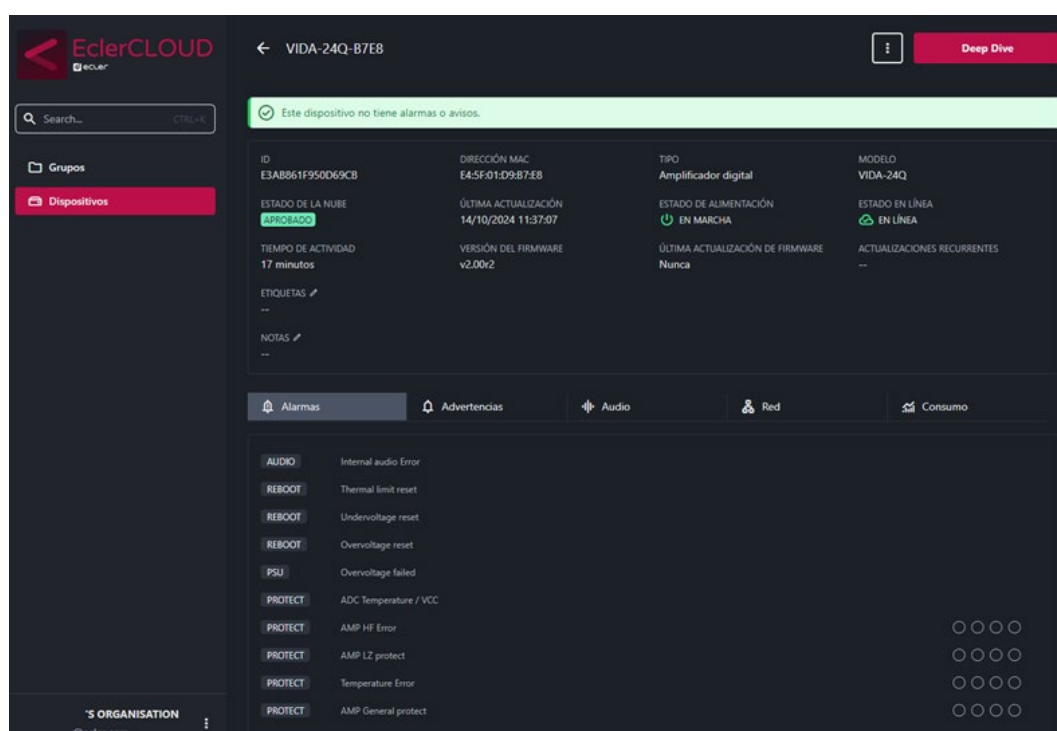 EclerCLOUD
ecler
Search... CTRL+K
Grupos
Dispositivos
VIDA-24Q-B7E8
Deep Dive
Este dispositivo no tiene alarmas o avisos.
ID DIRECCIÓN MAC TIPO MODELO
E3AB861F950D69CB E4:5F:01:D9:B7:E8 Amplificador digital VIDA-24Q
ESTADO DE LA NUBE ÚLTIMA ACTUALIZACIÓN ESTADO DE ALIMENTACIÓN ESTADO EN LÍNEA
APROBADO 14/10/2024 11:37:07 EN MARCHA EN LÍNEA
TIEMPO DE ACTIVIDAD VERSIÓN DEL FIRMWARE ÚLTIMA ACTUALIZACIÓN DE FIRMWARE ACTUALIZACIONES RECURRENTES
17 minutos v2.00r2 Nunca --
ETIQUETAS
--
NOTAS
--
Alarmas Advertencias Audio Red Consumo
AUDIO Internal audio Error
REBOOT Thermal limit reset
REBOOT Undervoltage reset
REBOOT Overvoltage reset
PSU Overvoltage failed
PROTECT ADC Temperature / VCC
PROTECT AMP HF Error
PROTECT AMP LZ protect
PROTECT Temperature Error
PROTECT AMP General protect
'S ORGANISATION